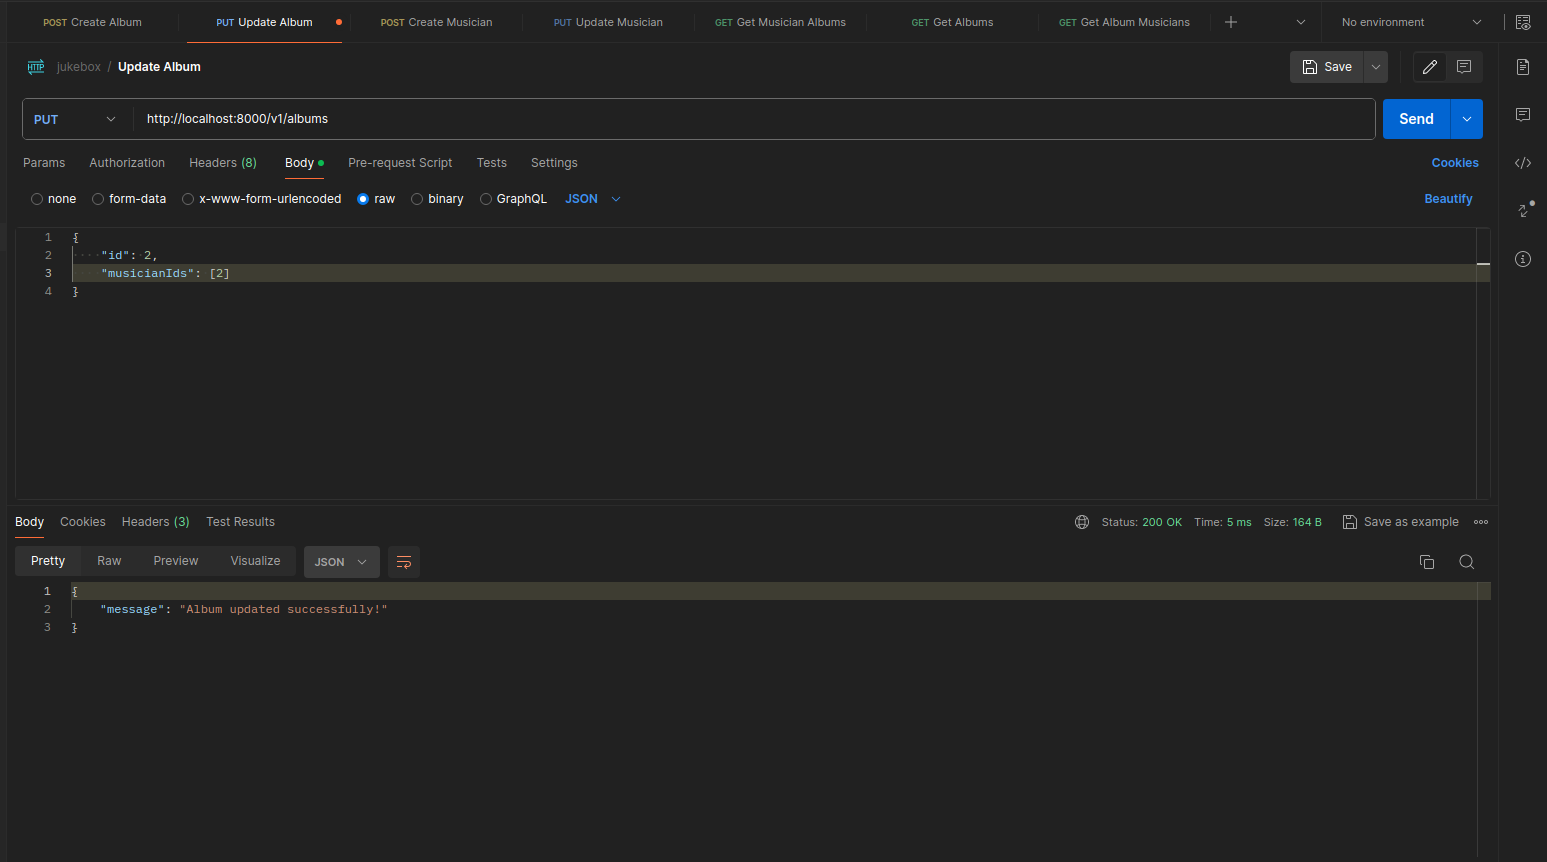 POST Create Album PUT Update Album POST Create Musician PUT Update Musician GET Get Musician Albums GET Get Albums GET Get Album Musicians No environment
HTTP jukebox / Update Album Save
PUT http://localhost:8000/v1/albums Send
Params Authorization Headers (8) Body Pre-request Script Tests Settings Cookies
none form-data x-www-form-urlencoded raw binary GraphQL JSON Beautify
1 {
2 ····"id":·2,
3 ····"musicianIds": [2]
4 }
Body Cookies Headers (3) Test Results Status: 200 OK Time: 5 ms Size: 164 B Save as example
Pretty Raw Preview Visualize JSON
1 {
2 "message": "Album updated successfully!"
3 }